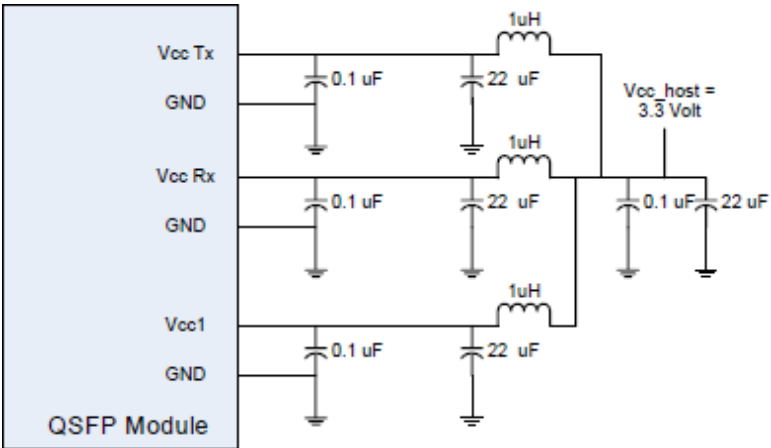 1uH
Vcc Tx
0.1 uF
22 uF
GND
Vcc_host =
3.3 Volt
1uH
Vcc Rx
0.1 uF
22 uF
0.1 uF
22 uF
GND
1uH
Vcc1
0.1 uF
22 uF
GND
QSFP Module